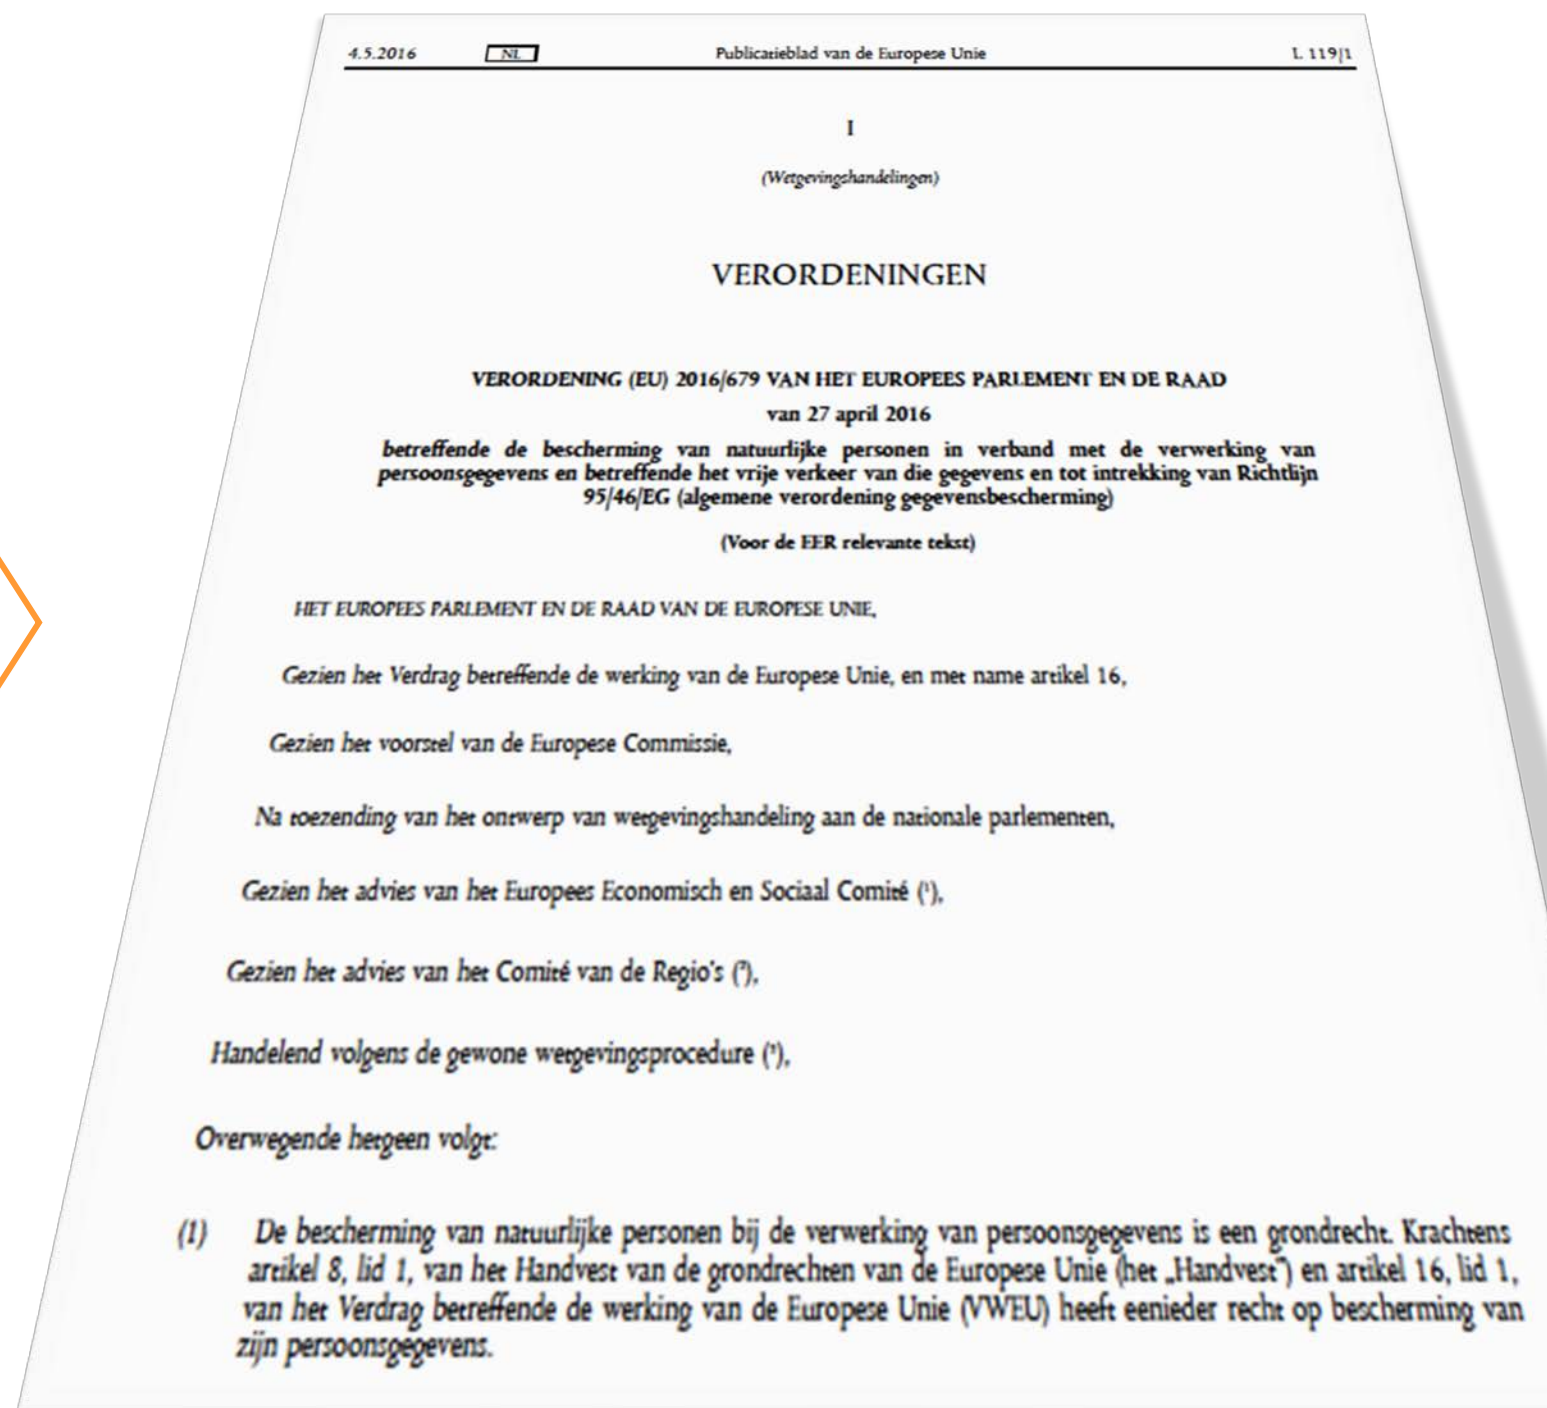 4.5.2016 NL Publicatieblad van de Europese Unie L 119/1
I
(Wetgevingshandelingen)
VERORDENINGEN
VERORDENING (EU) 2016/679 VAN HET EUROPEES PARLEMENT EN DE RAAD
van 27 april 2016
betreffende de bescherming van natuurlijke personen in verband met de verwerking van
persoonsgegevens en betreffende het vrije verkeer van die gegevens en tot intrekking van Richtlijn
95/46/EG (algemene verordening gegevensbescherming)
(Voor de EER relevante tekst)
HET EUROPEES PARLEMENT EN DE RAAD VAN DE EUROPESE UNIE,
Gezien het Verdrag betreffende de werking van de Europese Unie, en met name artikel 16,
Gezien het voorstel van de Europese Commissie,
Na toezending van het ontwerp van wetgevingshandeling aan de nationale parlementen,
Gezien het advies van het Europees Economisch en Sociaal Comité (¹),
Gezien het advies van het Comité van de Regio's (²),
Handelend volgens de gewone wetgevingsprocedure (³),
Overwegende hetgeen volgt:
(1) De bescherming van natuurlijke personen bij de verwerking van persoonsgegevens is een grondrecht. Krachtens
artikel 8, lid 1, van het Handvest van de grondrechten van de Europese Unie (het „Handvest") en artikel 16, lid 1,
van het Verdrag betreffende de werking van de Europese Unie (VWEU) heeft eenieder recht op bescherming van
zijn persoonsgegevens.